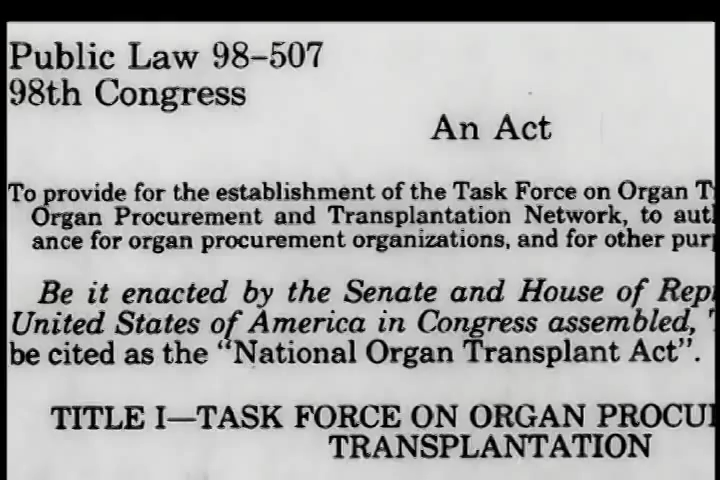 Public Law 98–507
98th Congress
An Act
To provide for the establishment of the Task Force on Organ
Organ Procurement and Transplantation Network, to
ance for organ procurement organizations, and for other
Be it enacted by the Senate and House of
United States of America in Congress assembled,
be cited as the "National Organ Transplant Act".
TITLE I—TASK FORCE ON ORGAN
TRANSPLANTATION